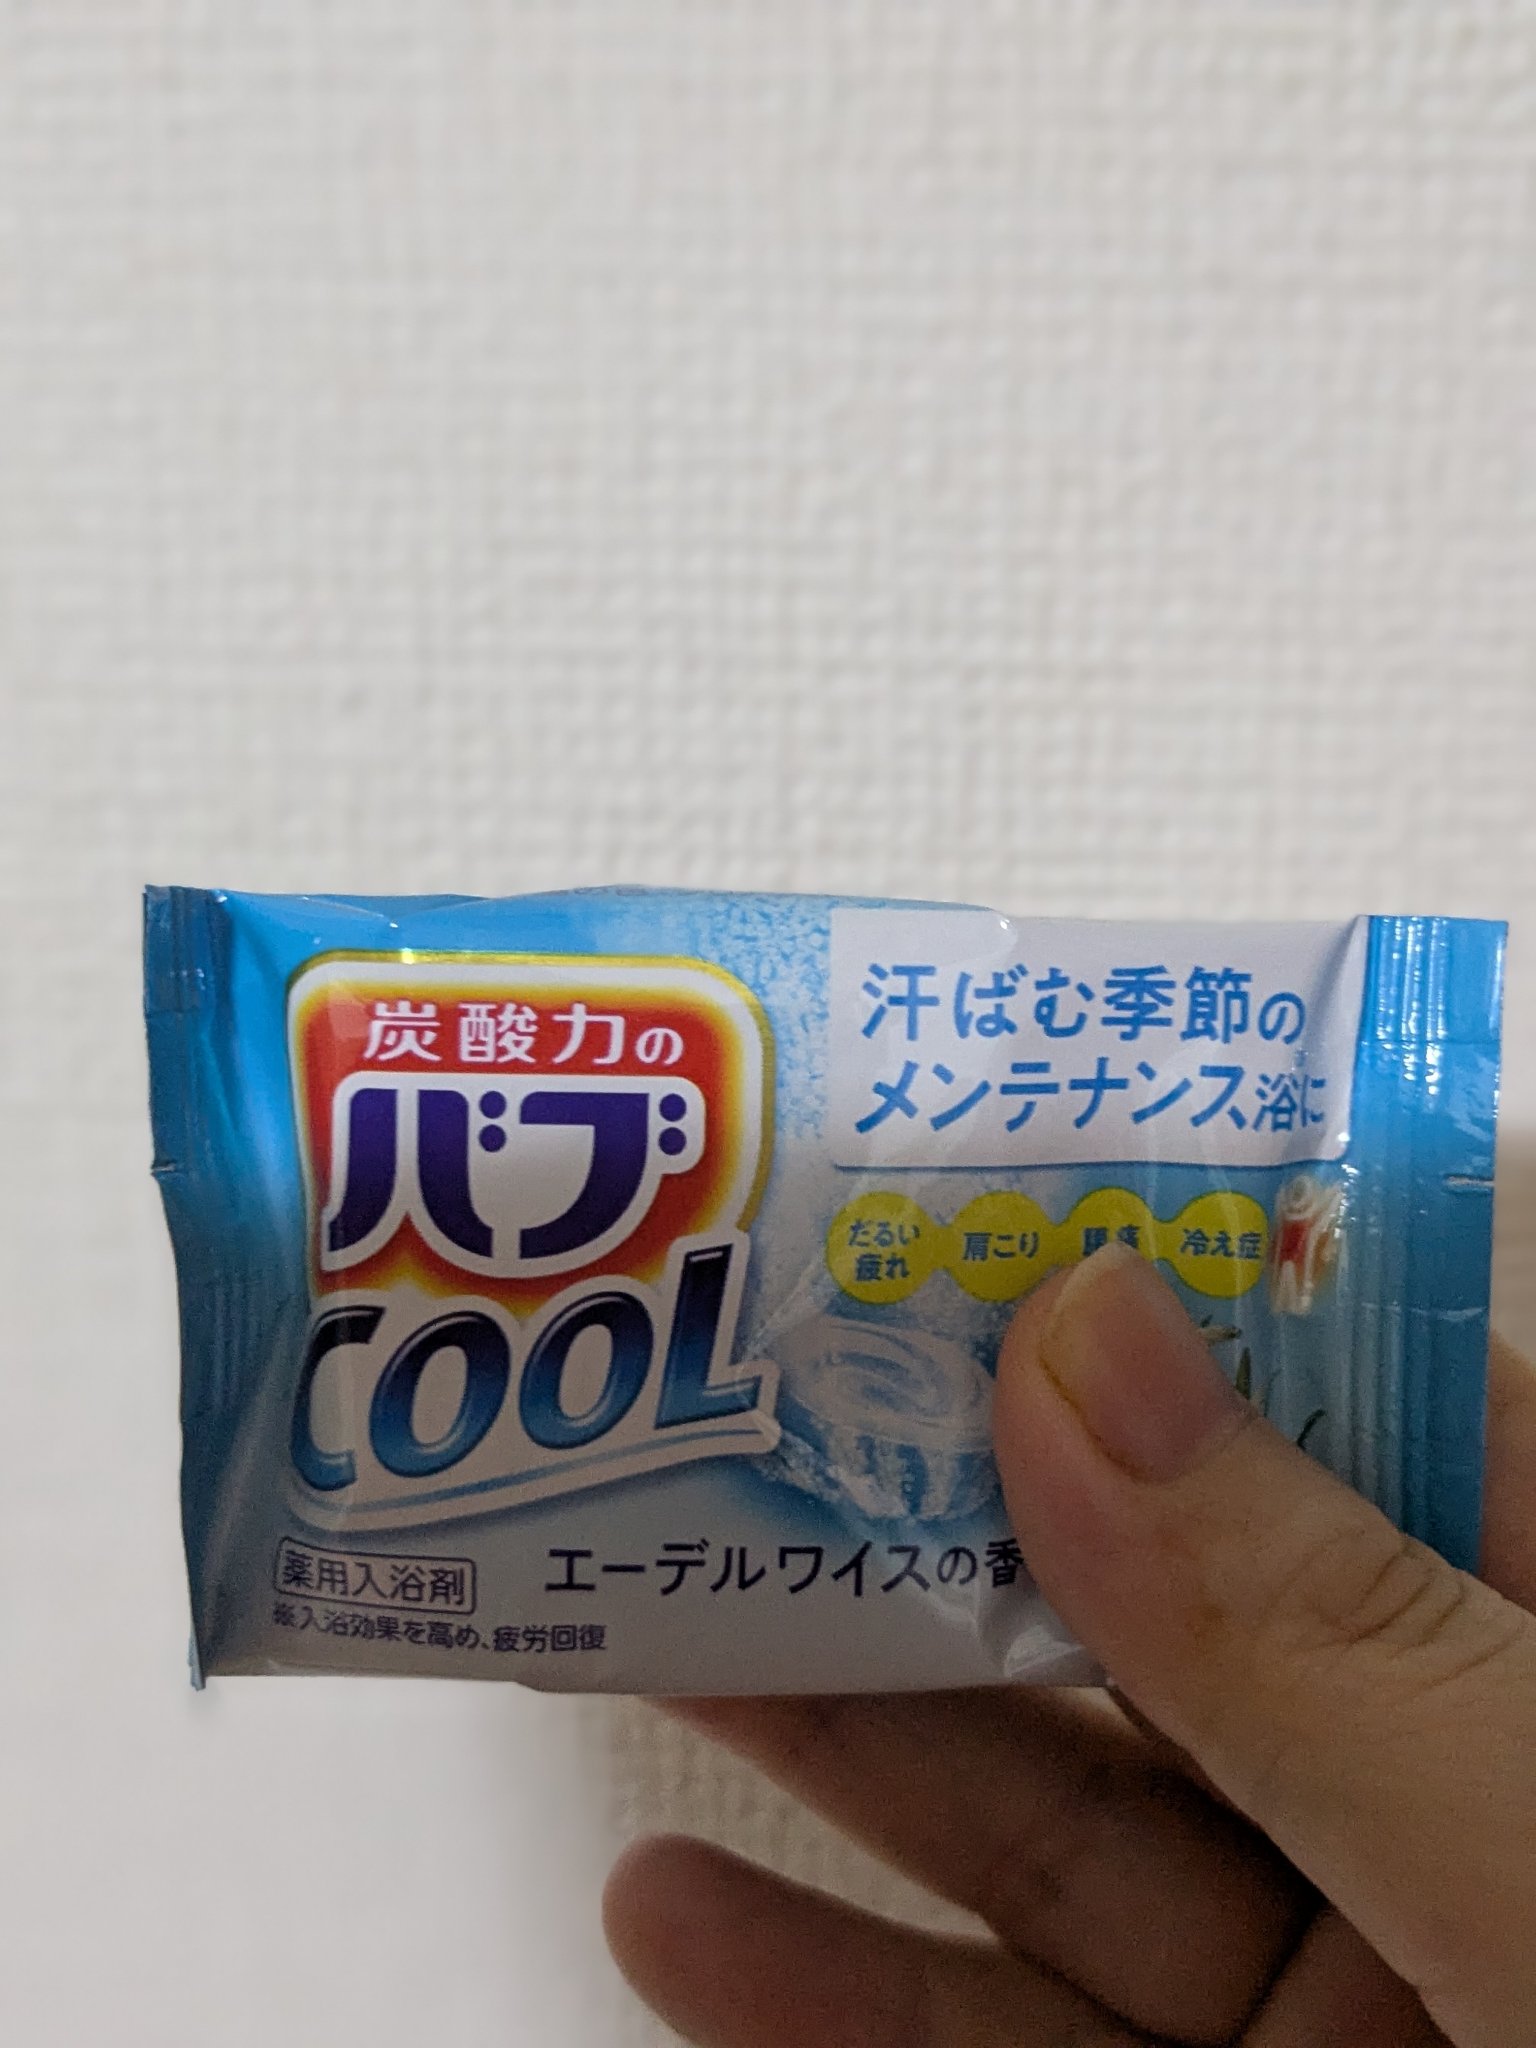 炭酸力の
バブ
COOL
汗ばむ季節の
メンテナンス浴に
だるい
疲れ
肩こり
腰痛
冷え症
エーデルワイスの香
薬用入浴剤
※入浴効果を高め、疲労回復